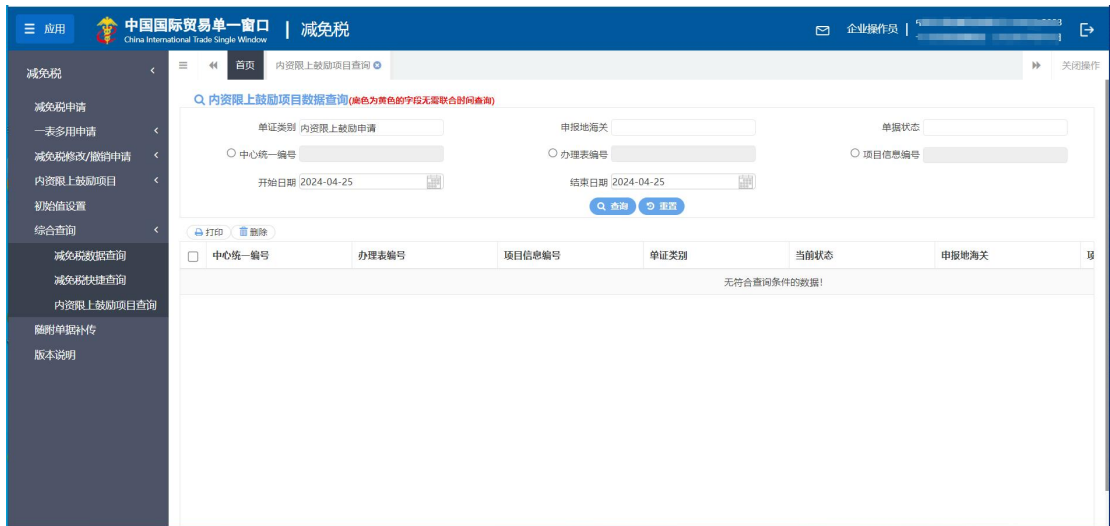 应用
中国国际贸易单一窗口 | 减免税
China International Trade Single Window
企业操作员 |
减免税
首页 内资限上鼓励项目查询
关闭操作
减免税申请
一表多用申请
减免税修改/撤销申请
内资限上鼓励项目
初始值设置
综合查询
减免税数据查询
减免税快捷查询
内资限上鼓励项目查询
随附单据补传
版本说明
内资限上鼓励项目数据查询(底色为黄色的字段无需联合时间查询)
单证类别 内资限上鼓励申请 申报地海关 单据状态
中心统一编号 办理表编号 项目信息编号
开始日期 2024-04-25 结束日期 2024-04-25
查询 重置
打印 删除
中心统一编号 办理表编号 项目信息编号 单证类别 当前状态 申报地海关 项
无符合查询条件的数据!